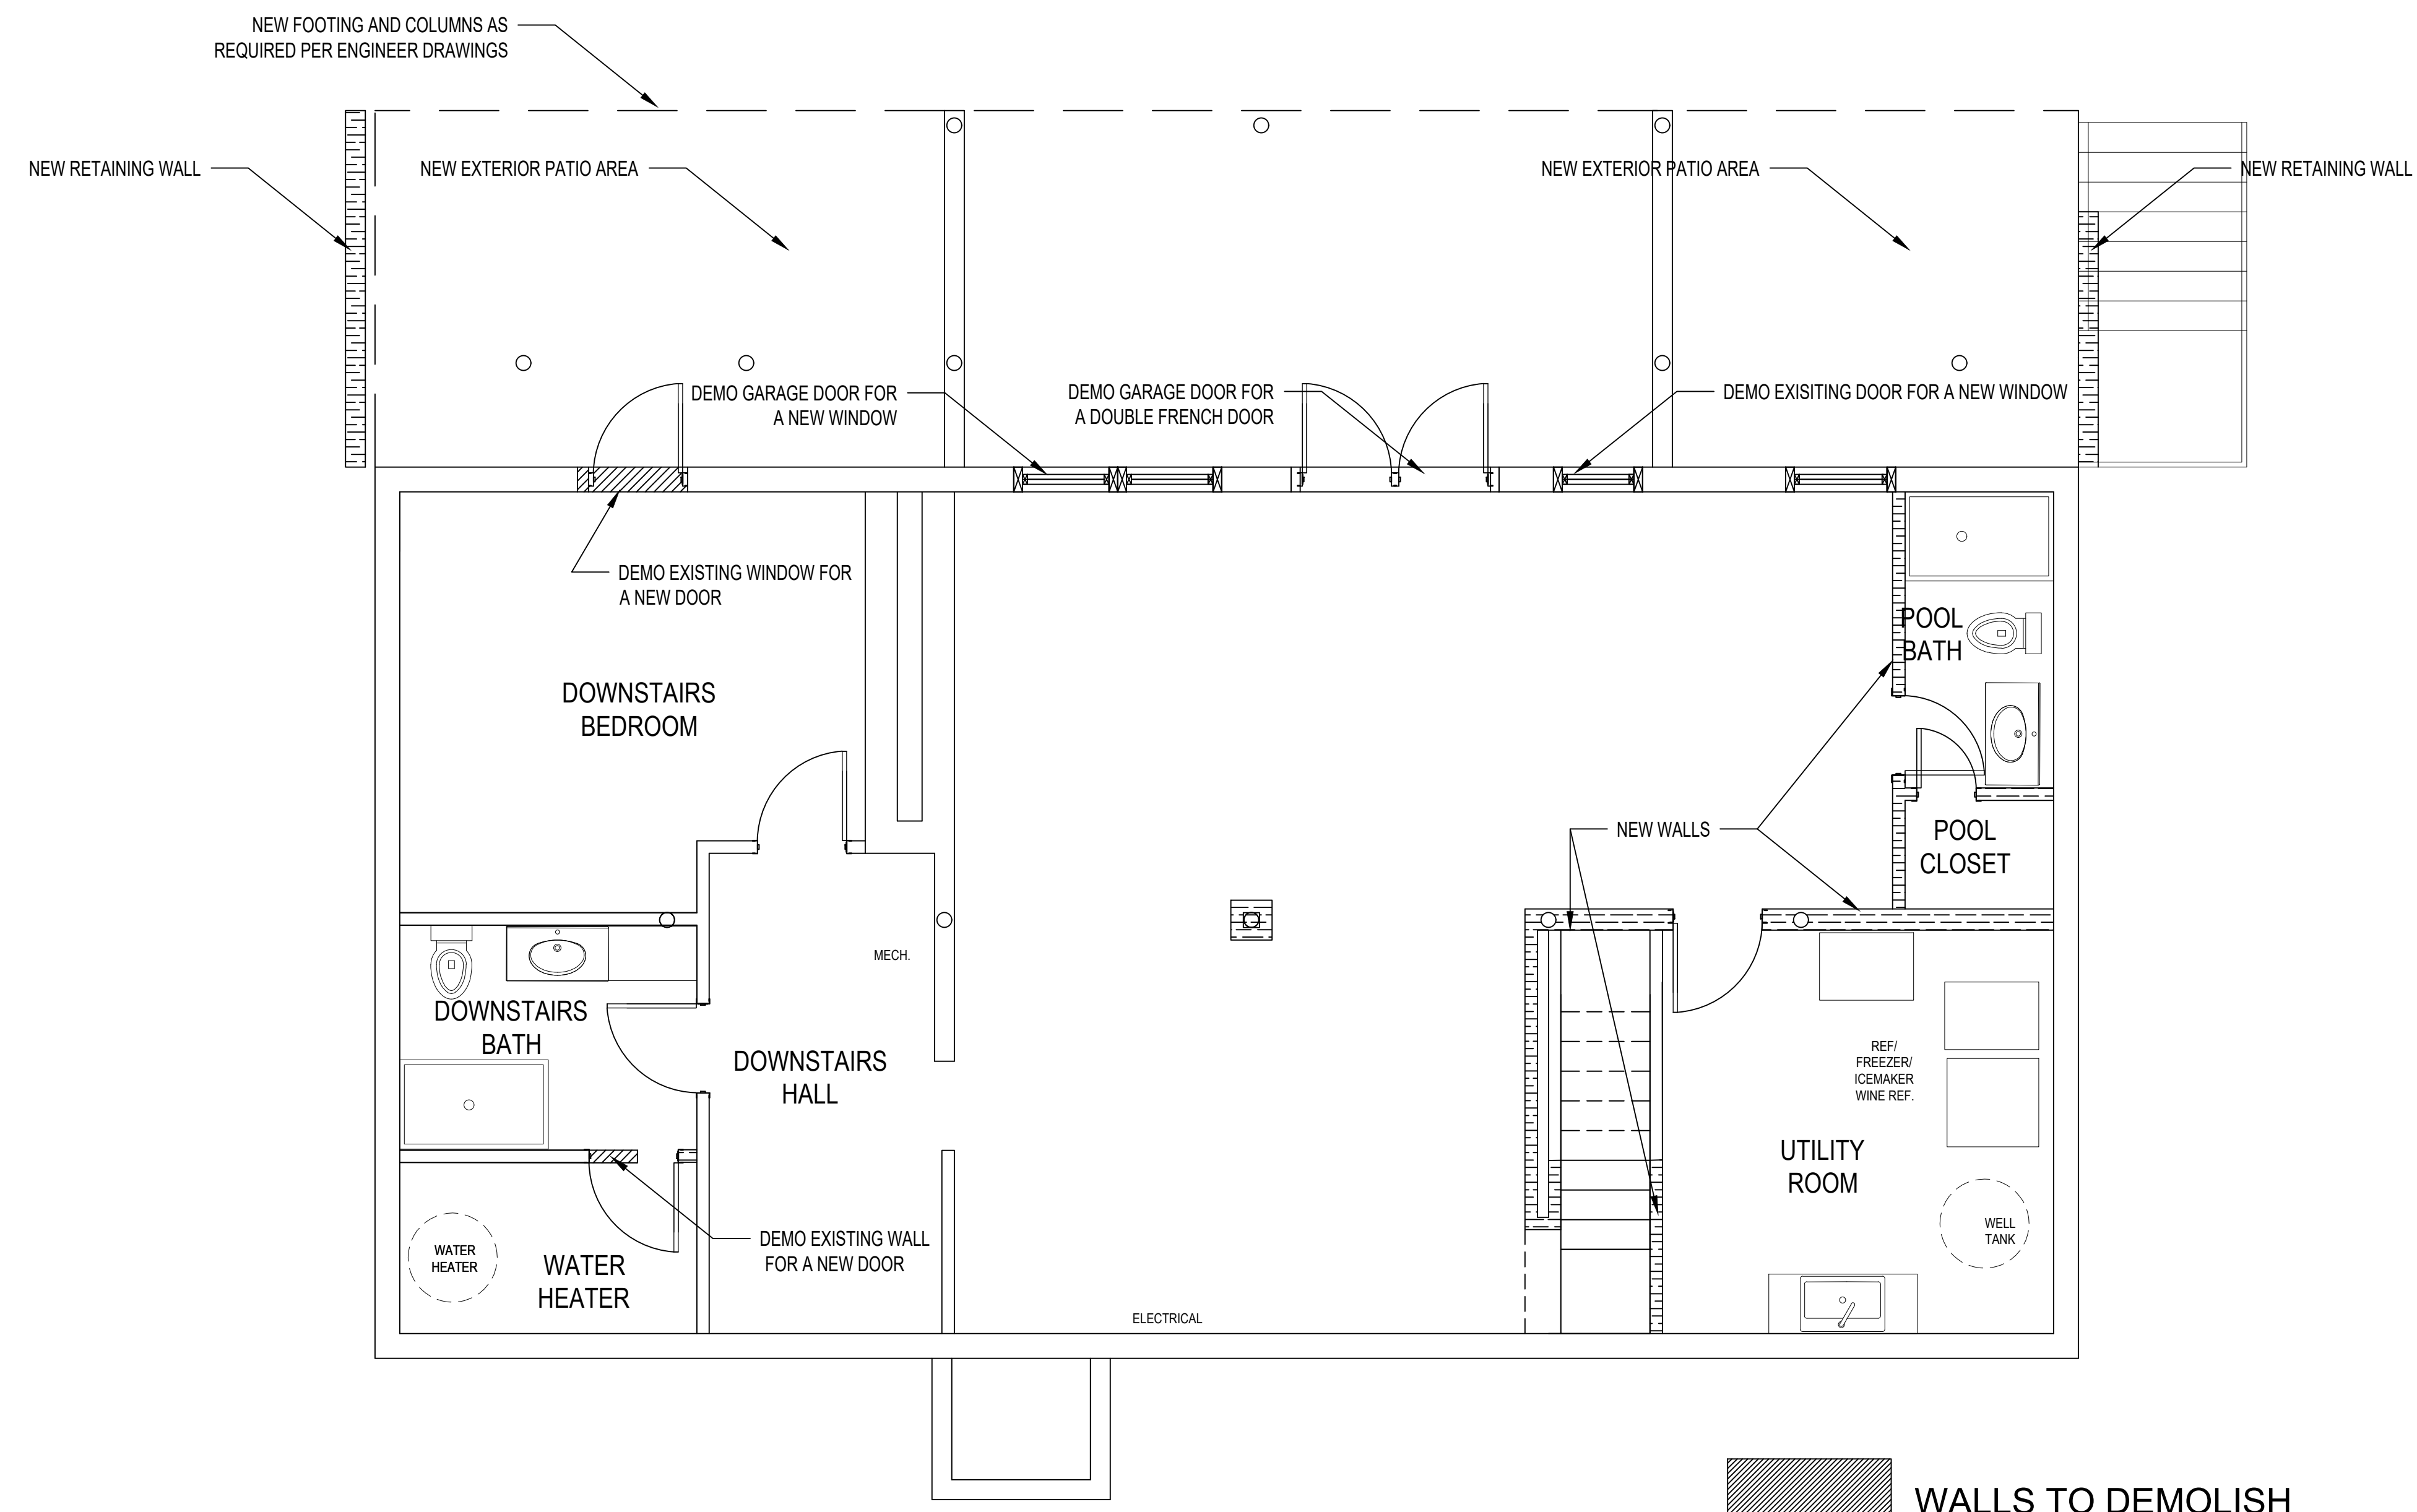 NEW FOOTING AND COLUMNS AS
REQUIRED PER ENGINEER DRAWINGS
NEW RETAINING WALL
NEW EXTERIOR PATIO AREA
NEW EXTERIOR PATIO AREA
NEW RETAINING WALL
DEMO GARAGE DOOR FOR
A NEW WINDOW
DEMO GARAGE DOOR FOR
A DOUBLE FRENCH DOOR
DEMO EXISITING DOOR FOR A NEW WINDOW
DEMO EXISTING WINDOW FOR
A NEW DOOR
POOL
BATH
DOWNSTAIRS
BEDROOM
NEW WALLS
POOL
CLOSET
MECH.
DOWNSTAIRS
BATH
DOWNSTAIRS
HALL
REF/
FREEZER/
ICEMAKER
WINE REF.
UTILITY
ROOM
WELL
TANK
DEMO EXISTING WALL
FOR A NEW DOOR
WATER
HEATER
WATER
HEATER
ELECTRICAL
WALLS TO DEMOLISH